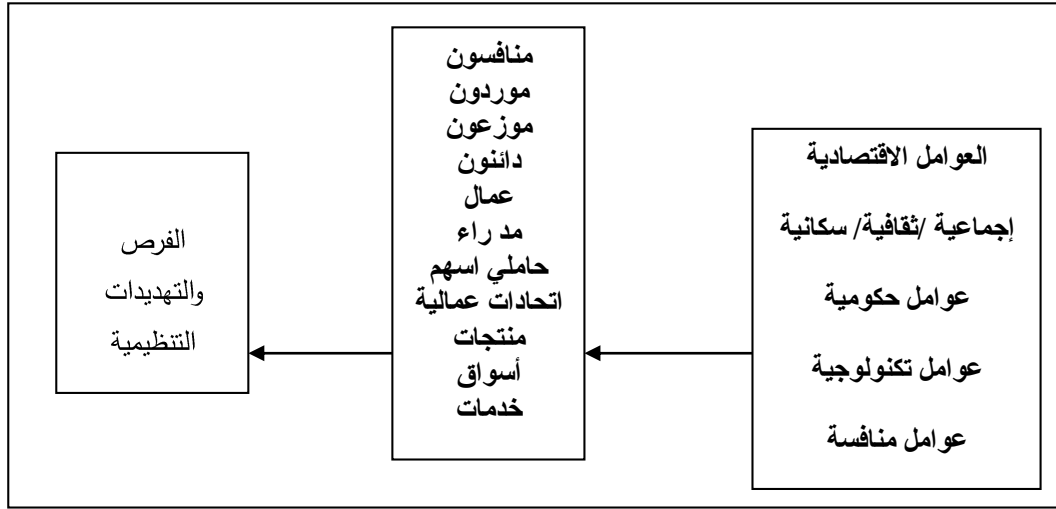 العوامل الاقتصادية
إجماعية /ثقافية/ سكانية
عوامل حكومية
عوامل تكنولوجية
عوامل منافسة
منافسون
موردون
موزعون
دائنون
عمال
مد راء
حاملي اسهم
اتحادات عمالية
منتجات
أسواق
خدمات
الفرص
والتهديدات
التنظيمية